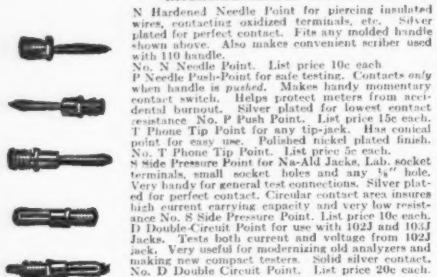 N Hardened Needle Point for piercing insulated
wires, contacting oxidized terminals, etc. Silver
plated for perfect contact. Fits any molded handle
shown above. Also makes convenient scriber used
with 110 handle.
No. N Needle Point. List price 10c each
P Needle Push-Point for safe testing. Contacts only
when handle is pushed. Makes handy momentary
contact switch. Helps protect meters from acci-
dental burnout. Silver plated for lowest contact
resistance. No. P Push Point. List price 15c each.
T Phone Tip Point for any tip-jack. Has conical
point for easy use. Polished nickel plated finish.
No. T Phone Tip Point. List price 5c each.
S Side Pressure Point for Na-Ald Jacks, Lab. socket
terminals, small socket holes and any 1/8" hole.
Very handy for general test connections. Silver plat-
ed for perfect contact. Circular contact area insures
high current carrying capacity and very low resist-
ance No. S Side Pressure Point. List price 10c each.
D Double-Circuit Point for use with 102J and 103J
Jacks. Tests both current and voltage from 102J
jack. Very useful for modernizing old analyzers and
making new compact testers. Solid silver contact.
No. D Double Circuit Point. List price 20c each.